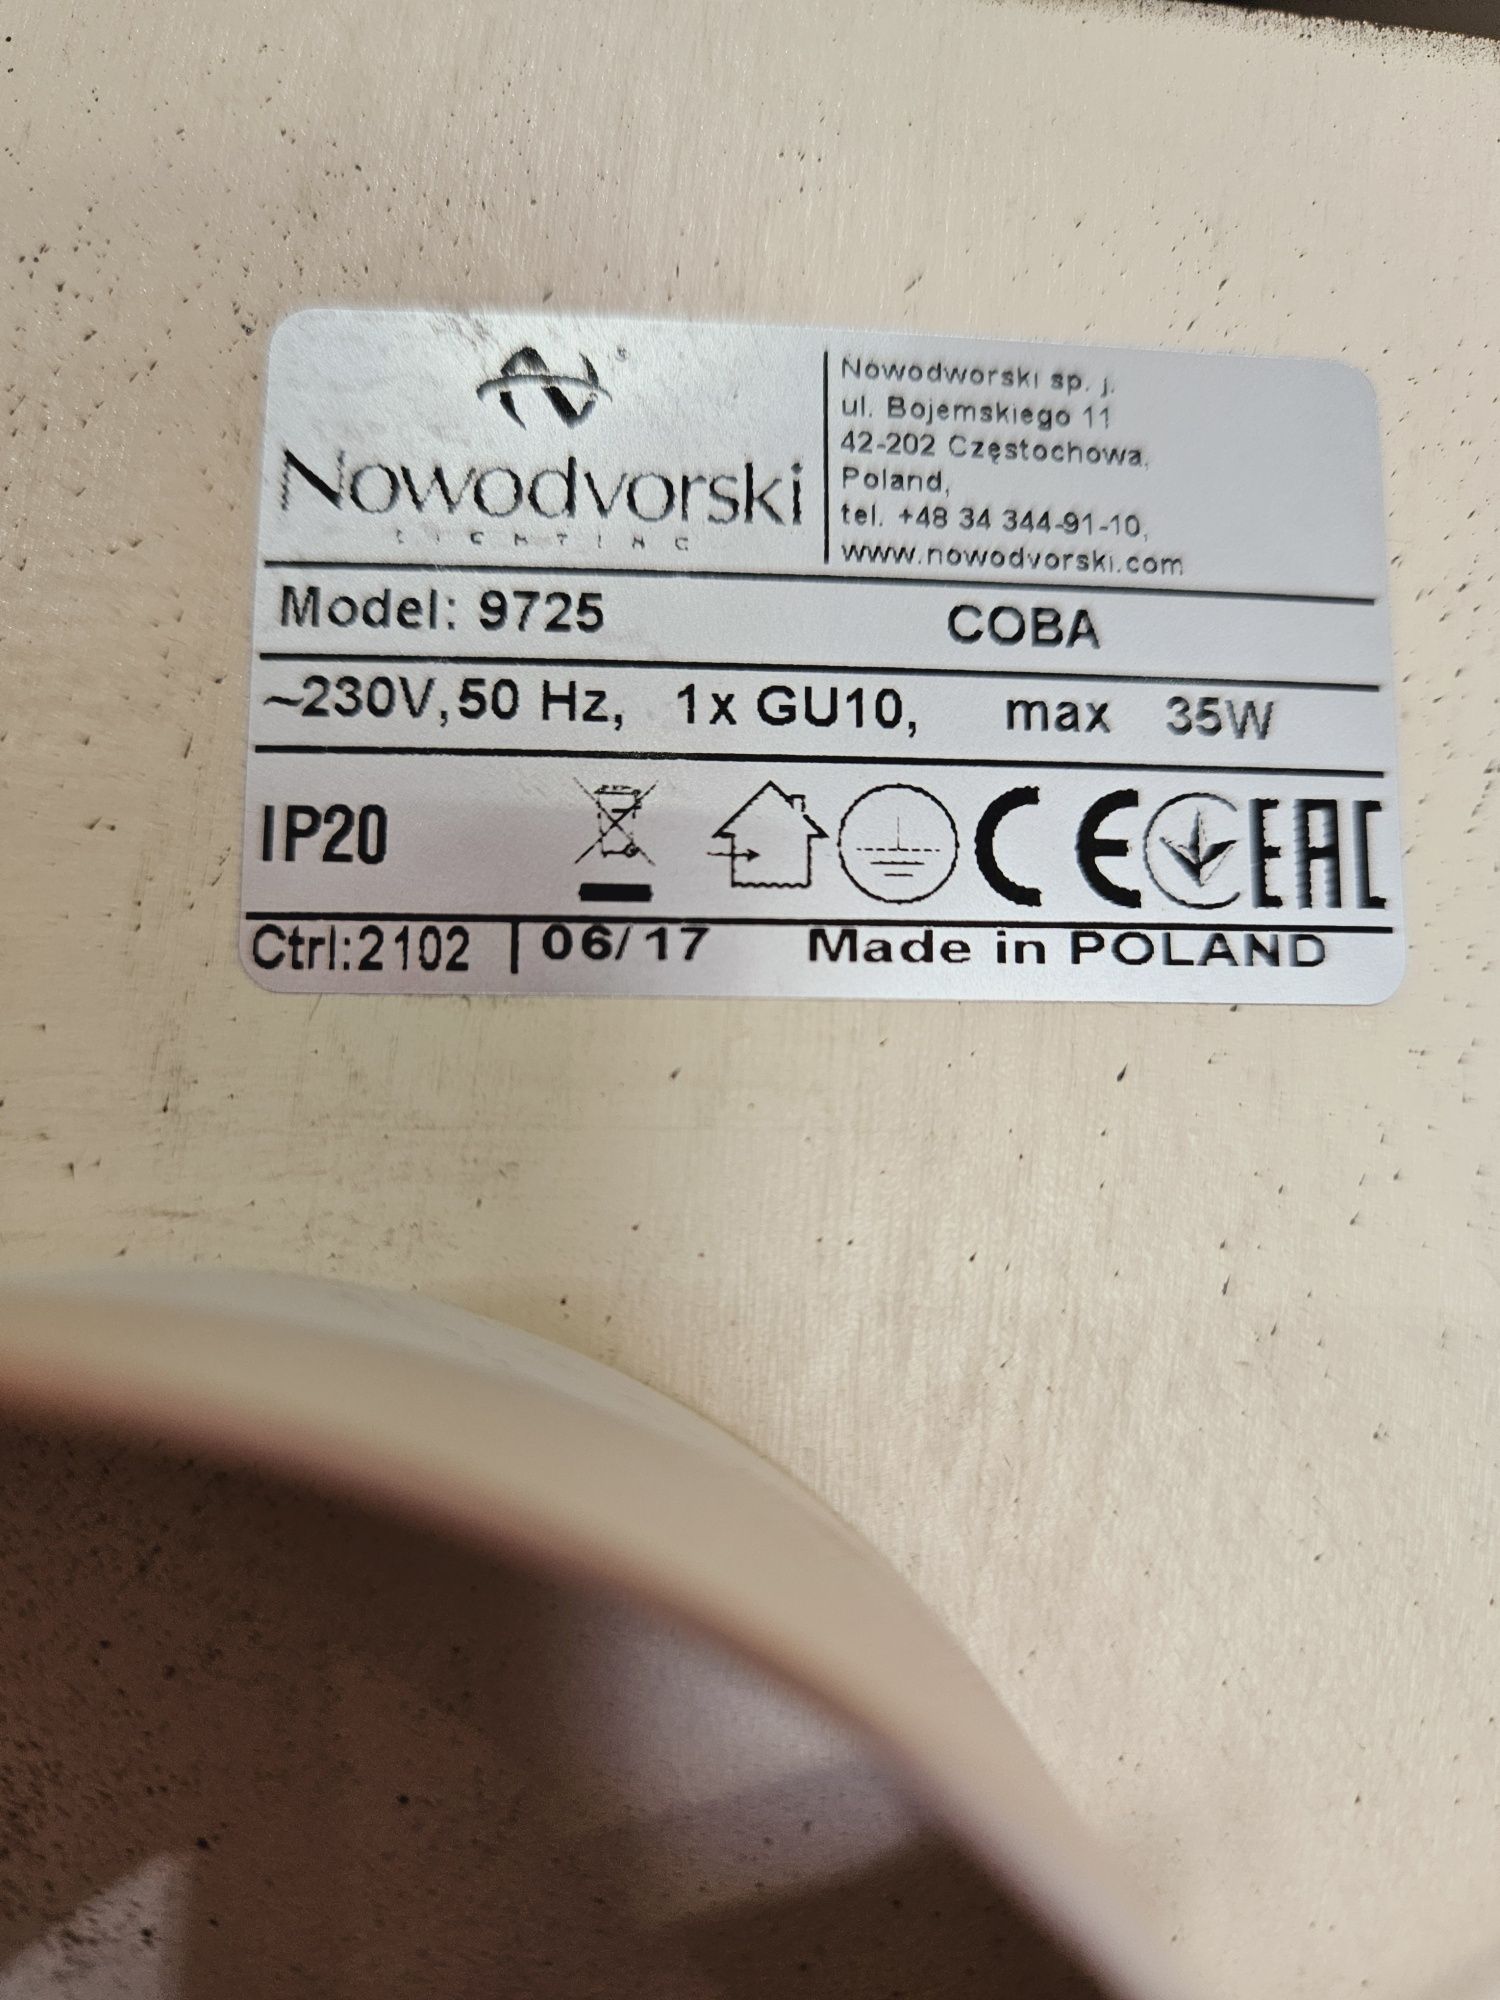 Nowodvorski
LIGHTING
Nowodworski sp. j.
ul. Bojemskiego 11
42-202 Częstochowa,
Poland,
tel. +48 34 344-91-10,
www.nowodvorski.com
Model: 9725 COBA
~230V,50 Hz, 1x GU10, max 35W
IP20 CE EAC
Ctrl:2102 | 06/17 Made in POLAND